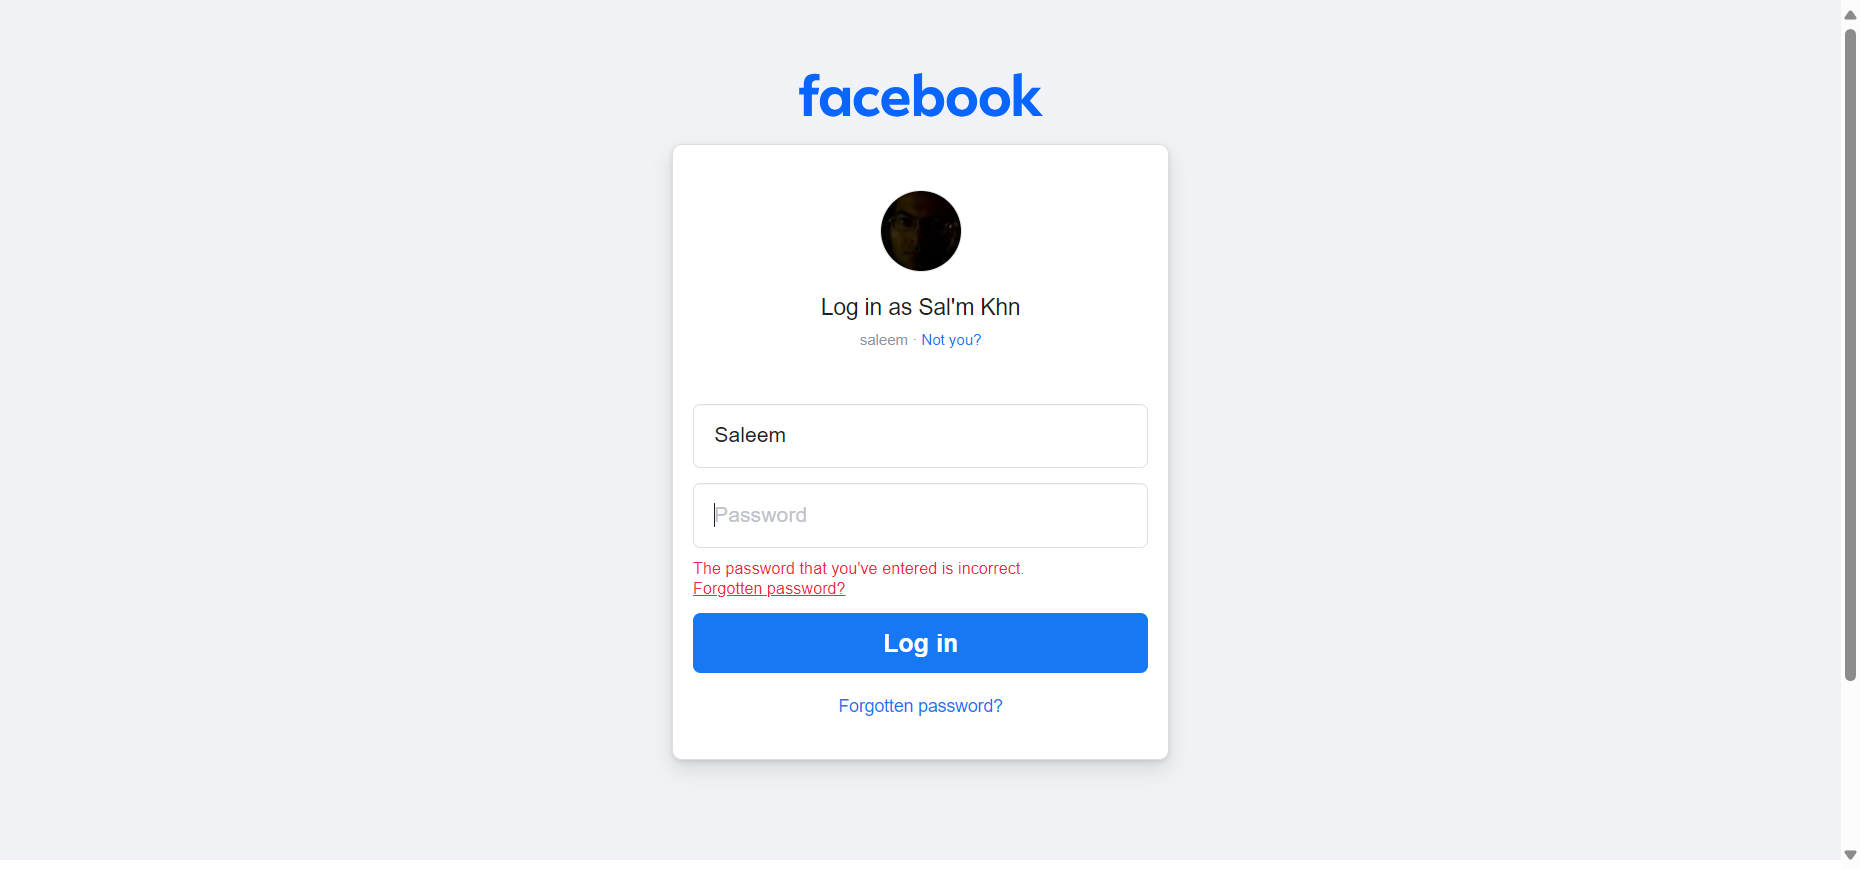 facebook
Log in as Sal'm Khn
saleem · Not you?
Saleem
Password
The password that you've entered is incorrect.
Forgotten password?
Log in
Forgotten password?